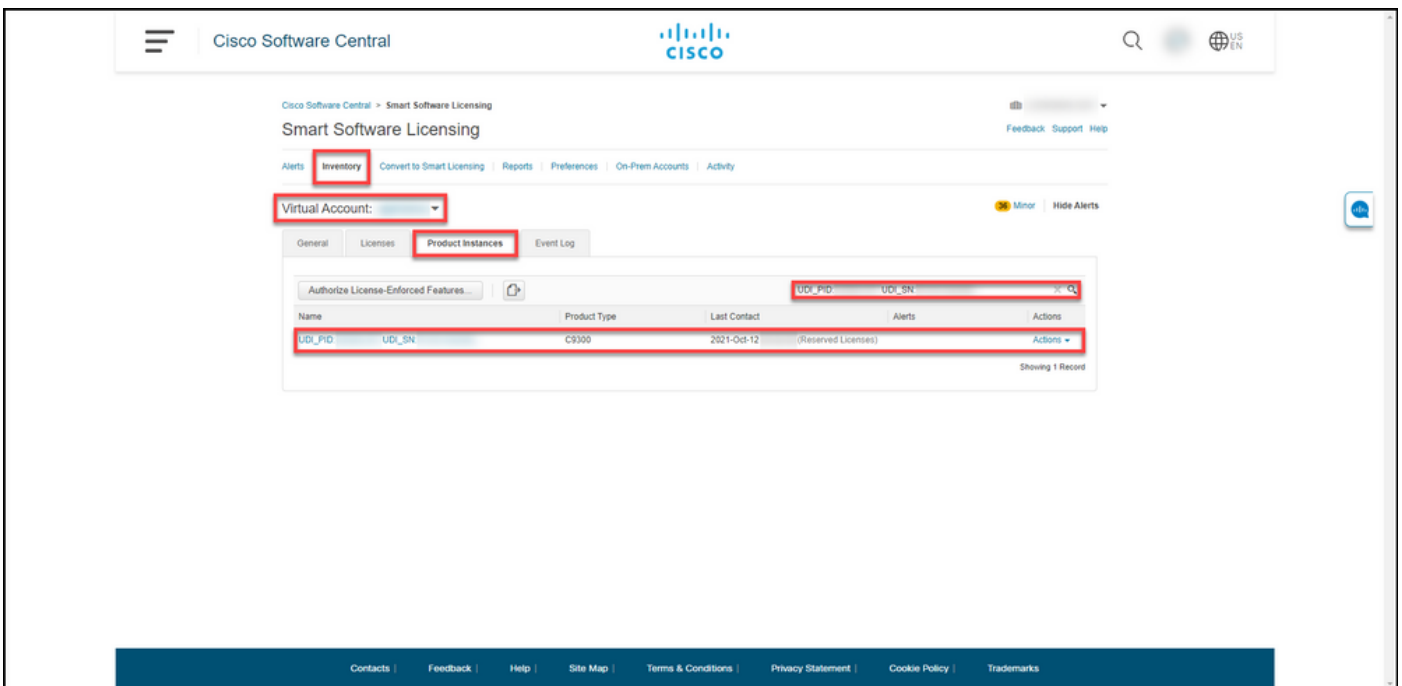 Cisco Software Central
CISCO
US
EN
Cisco Software Central > Smart Software Licensing
Smart Software Licensing
Feedback Support Help
Alerts Inventory Convert to Smart Licensing | Reports | Preferences | On-Prem Accounts | Activity
Virtual Account:
36 Minor | Hide Alerts
General Licenses Product Instances Event Log
Authorize License-Enforced Features...
UDI_PID: UDI_SN:
Name Product Type Last Contact Alerts Actions
UDI_PID: UDI_SN: C9300 2021-Oct-12 (Reserved Licenses) Actions
Showing 1 Record
Contacts | Feedback | Help | Site Map | Terms & Conditions | Privacy Statement | Cookie Policy | Trademarks